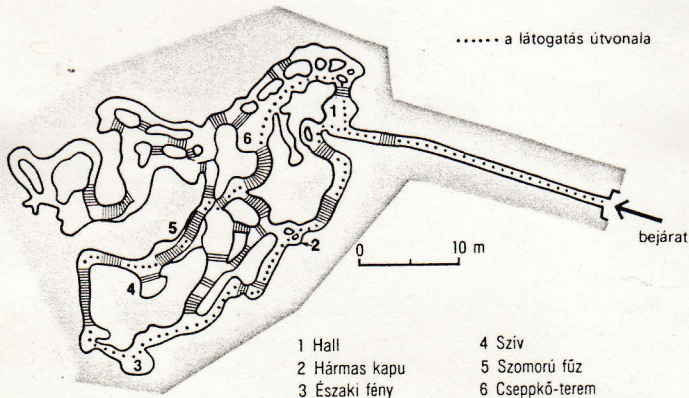 ...... a látogatás útvonala
1
6
5
2
4
3
0 10 m
bejárat
1 Hall
2 Hármas kapu
3 Északi fény
4 Szív
5 Szomorú fűz
6 Cseppkő-terem